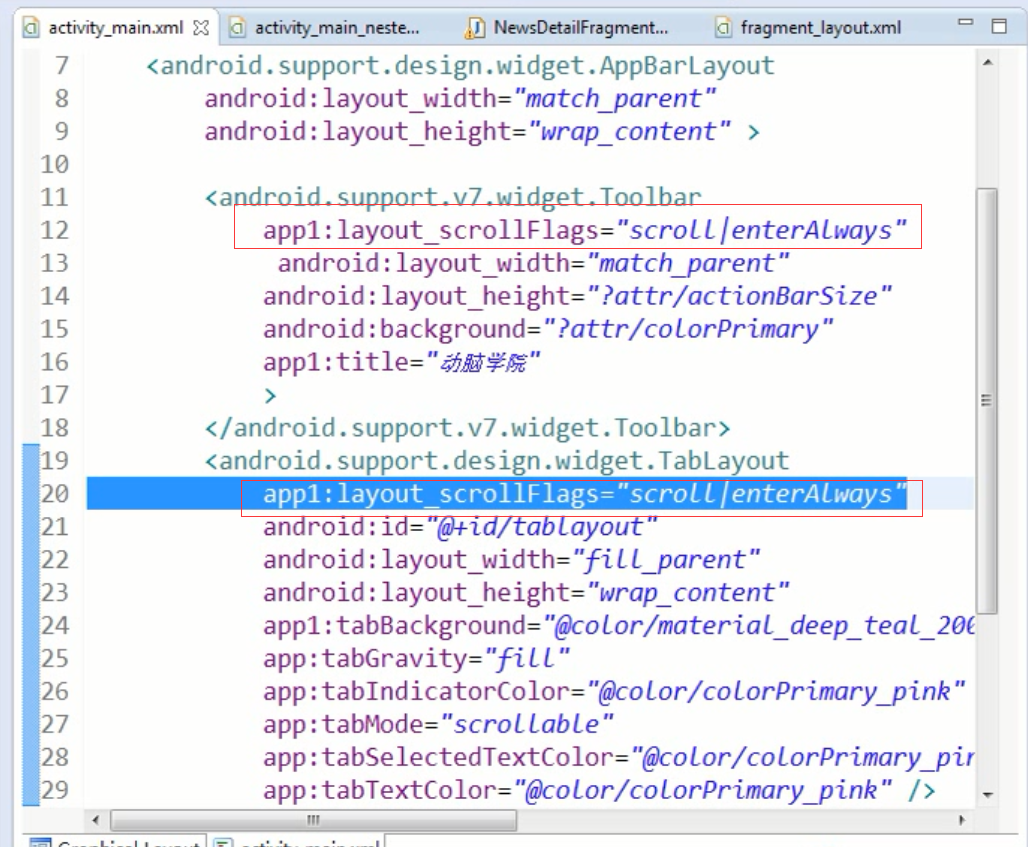 activity_main.xml
activity_main_neste...
NewsDetailFragment...
fragment_layout.xml
7 <android.support.design.widget.AppBarLayout
8 android:layout_width="match_parent"
9 android:layout_height="wrap_content" >
10
11 <android.support.v7.widget.Toolbar
12 app1:layout_scrollFlags="scroll|enterAlways"
13 android:layout_width="match_parent"
14 android:layout_height="?attr/actionBarSize"
15 android:background="?attr/colorPrimary"
16 app1:title="动脑学院"
17 >
18 </android.support.v7.widget.Toolbar>
19 <android.support.design.widget.TabLayout
20 app1:layout_scrollFlags="scroll|enterAlways"
21 android:id="@+id/tablayout"
22 android:layout_width="fill_parent"
23 android:layout_height="wrap_content"
24 app1:tabBackground="@color/material_deep_teal_200
25 app:tabGravity="fill"
26 app:tabIndicatorColor="@color/colorPrimary_pink"
27 app:tabMode="scrollable"
28 app:tabSelectedTextColor="@color/colorPrimary_pin
29 app:tabTextColor="@color/colorPrimary_pink" />
Graphical Layout
activity_main.xml